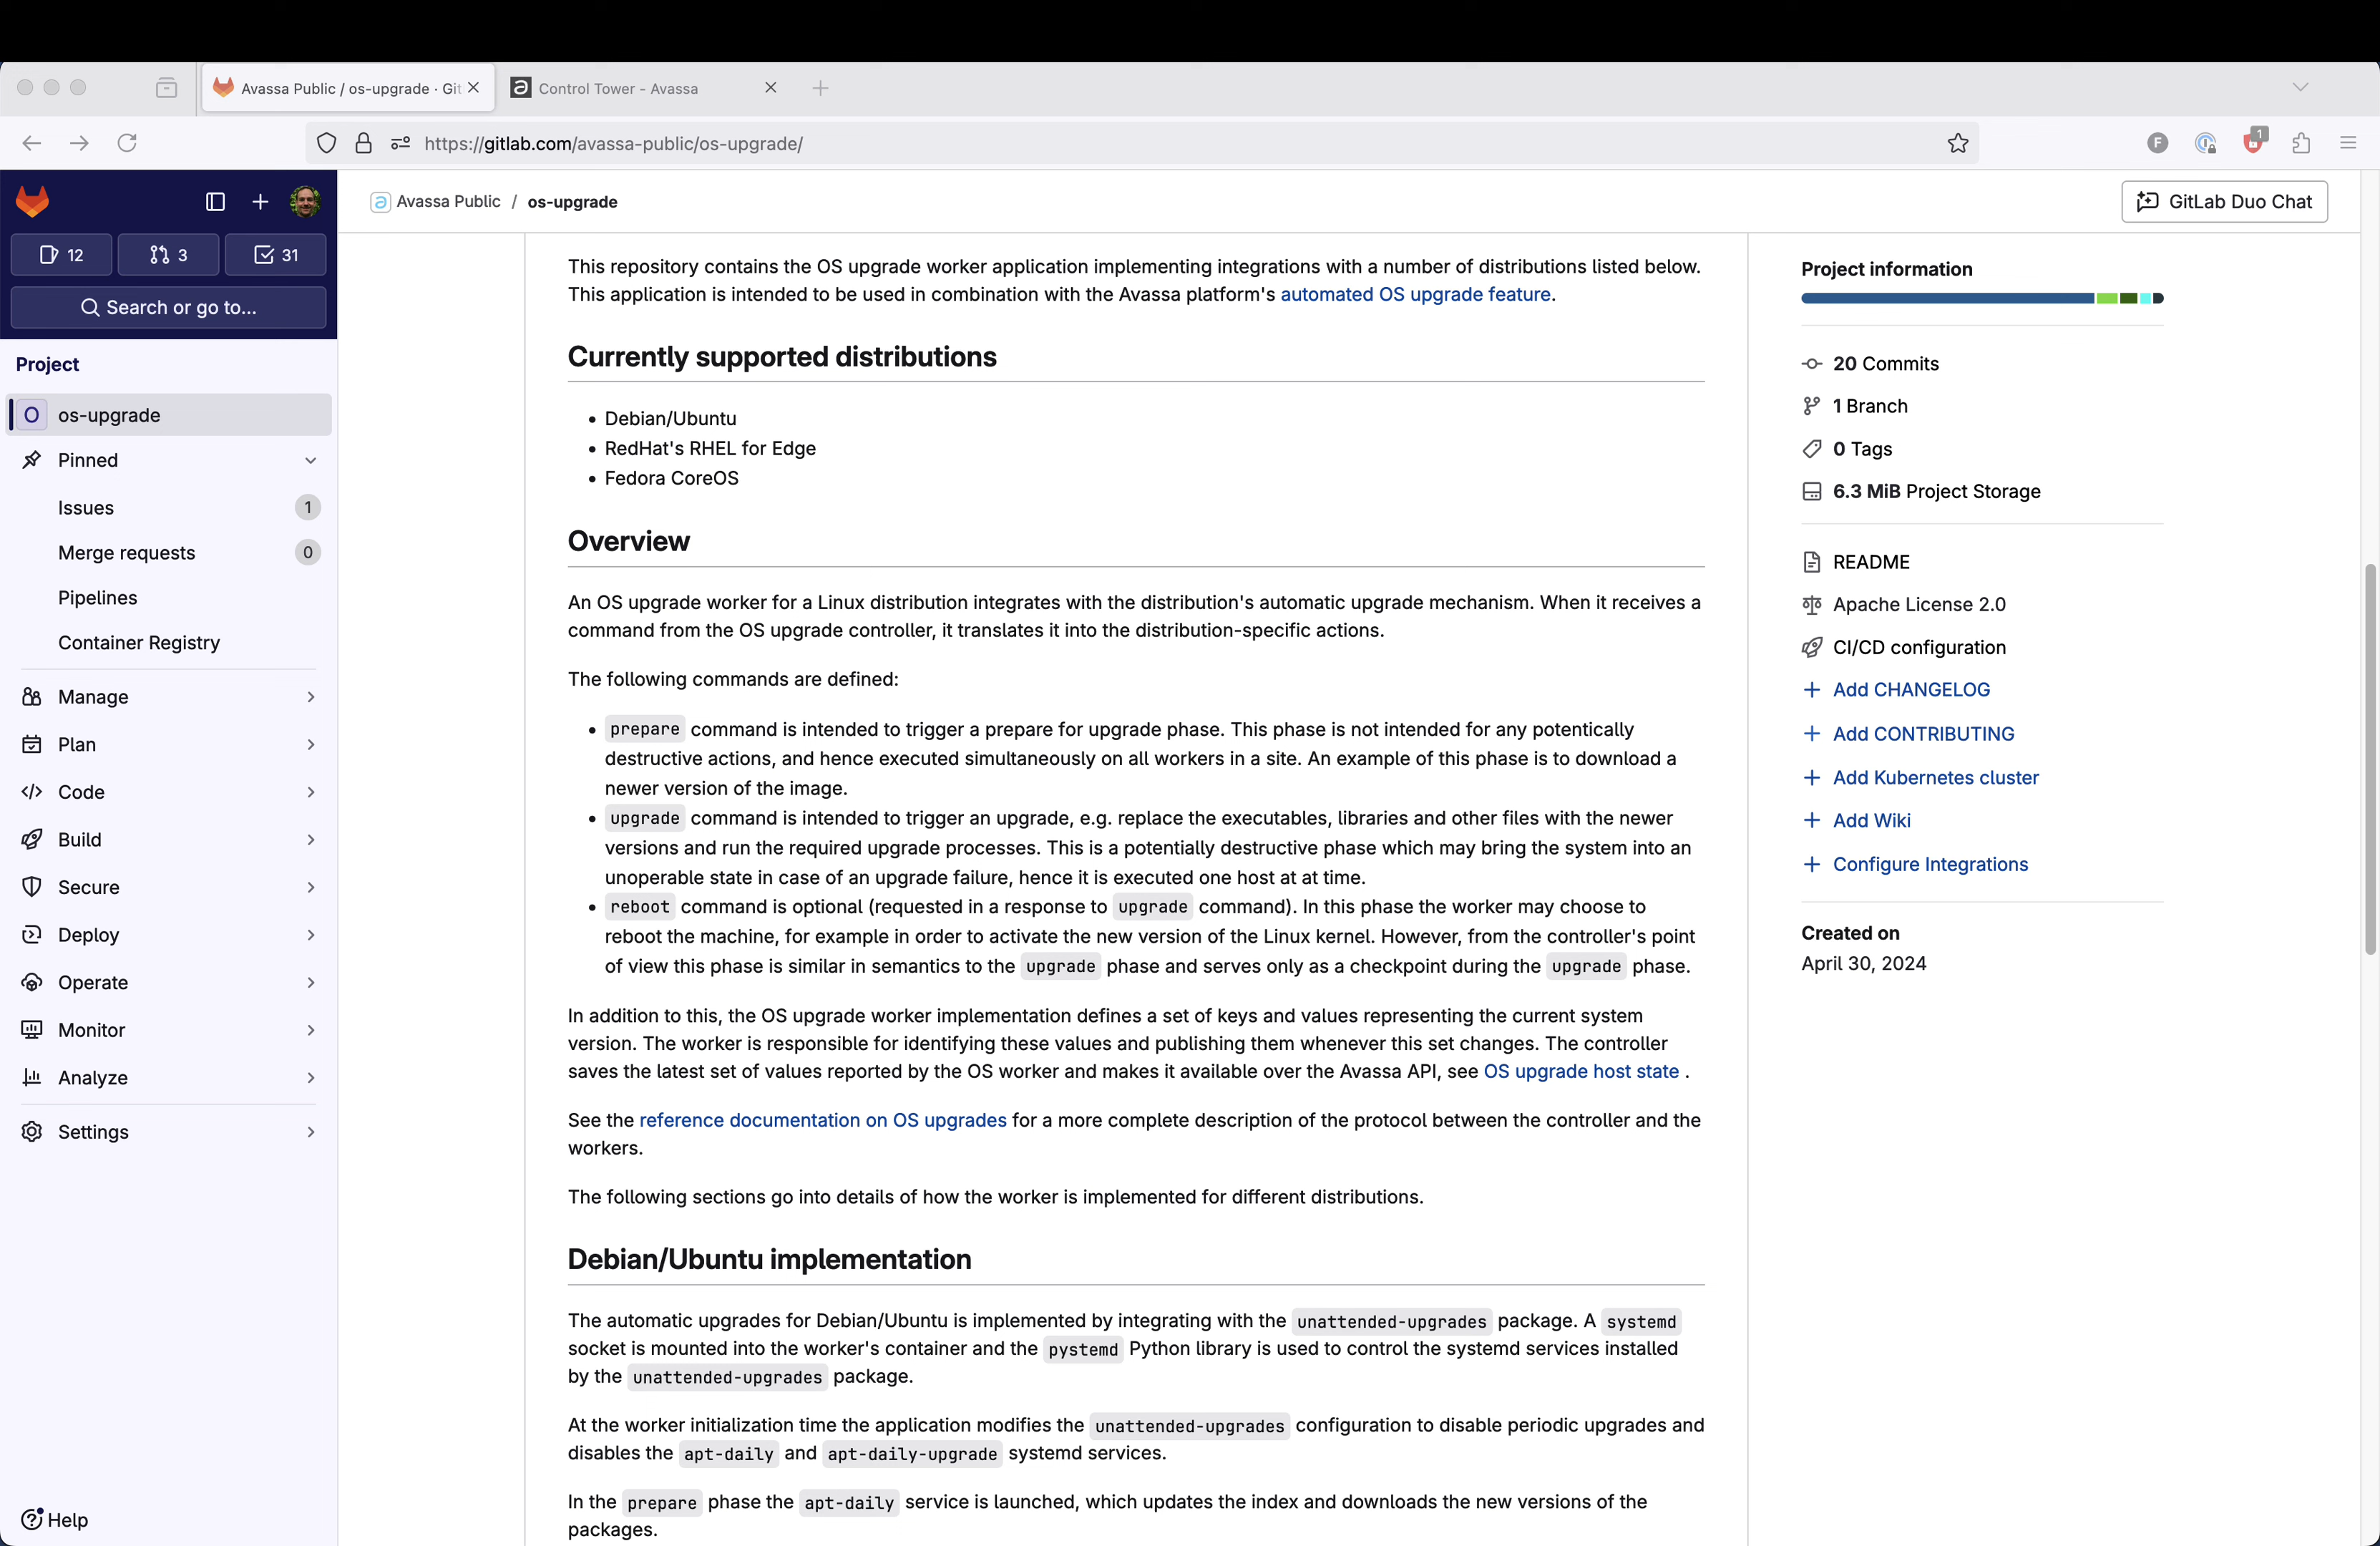 Avassa Public / os-upgrade · Git
Control Tower - Avassa
https://gitlab.com/avassa-public/os-upgrade/
F
1
12
3
31
Search or go to...
Project
O os-upgrade
Pinned
Issues 1
Merge requests 0
Pipelines
Container Registry
Manage
Plan
Code
Build
Secure
Deploy
Operate
Monitor
Analyze
Settings
Help
Avassa Public / os-upgrade
GitLab Duo Chat
This repository contains the OS upgrade worker application implementing integrations with a number of distributions listed below.
This application is intended to be used in combination with the Avassa platform's automated OS upgrade feature.
Currently supported distributions
• Debian/Ubuntu
• RedHat's RHEL for Edge
• Fedora CoreOS
Overview
An OS upgrade worker for a Linux distribution integrates with the distribution's automatic upgrade mechanism. When it receives a
command from the OS upgrade controller, it translates it into the distribution-specific actions.
The following commands are defined:
• prepare command is intended to trigger a prepare for upgrade phase. This phase is not intended for any potentially
destructive actions, and hence executed simultaneously on all workers in a site. An example of this phase is to download a
newer version of the image.
• upgrade command is intended to trigger an upgrade, e.g. replace the executables, libraries and other files with the newer
versions and run the required upgrade processes. This is a potentially destructive phase which may bring the system into an
unoperable state in case of an upgrade failure, hence it is executed one host at at time.
• reboot command is optional (requested in a response to upgrade command). In this phase the worker may choose to
reboot the machine, for example in order to activate the new version of the Linux kernel. However, from the controller's point
of view this phase is similar in semantics to the upgrade phase and serves only as a checkpoint during the upgrade phase.
In addition to this, the OS upgrade worker implementation defines a set of keys and values representing the current system
version. The worker is responsible for identifying these values and publishing them whenever this set changes. The controller
saves the latest set of values reported by the OS worker and makes it available over the Avassa API, see OS upgrade host state .
See the reference documentation on OS upgrades for a more complete description of the protocol between the controller and the
workers.
The following sections go into details of how the worker is implemented for different distributions.
Debian/Ubuntu implementation
The automatic upgrades for Debian/Ubuntu is implemented by integrating with the unattended-upgrades package. A systemd
socket is mounted into the worker's container and the pystemd Python library is used to control the systemd services installed
by the unattended-upgrades package.
At the worker initialization time the application modifies the unattended-upgrades configuration to disable periodic upgrades and
disables the apt-daily and apt-daily-upgrade systemd services.
In the prepare phase the apt-daily service is launched, which updates the index and downloads the new versions of the
packages.
Project information
20 Commits
1 Branch
0 Tags
6.3 MiB Project Storage
README
Apache License 2.0
CI/CD configuration
+ Add CHANGELOG
+ Add CONTRIBUTING
+ Add Kubernetes cluster
+ Add Wiki
+ Configure Integrations
Created on
April 30, 2024